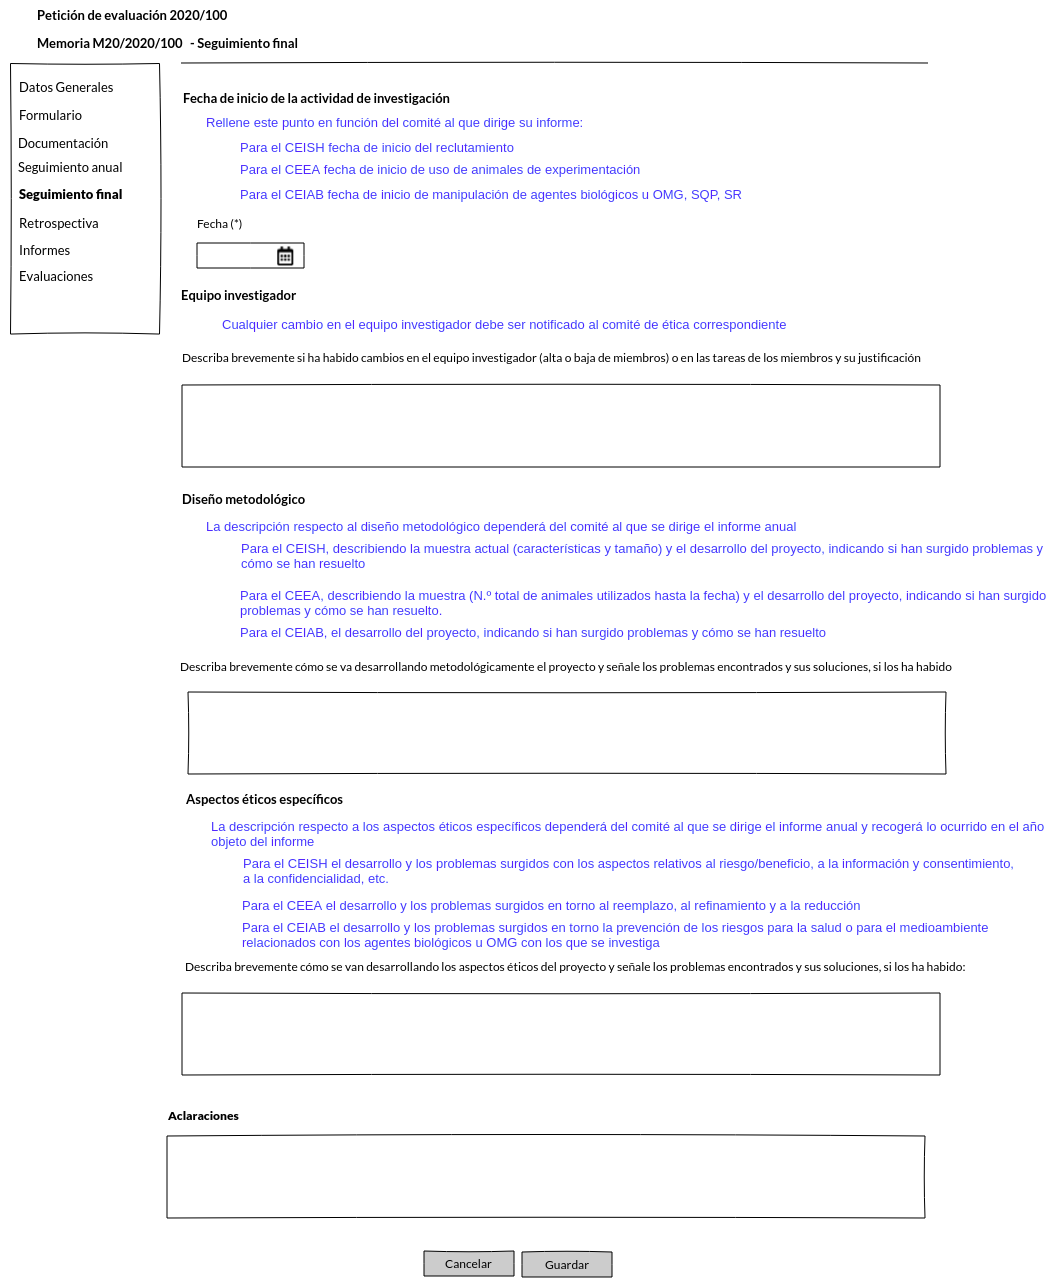 Petición de evaluación 2020/100
Memoria M20/2020/100 - Seguimiento final
Datos Generales
Formulario
Documentación
Seguimiento anual
Seguimiento final
Retrospectiva
Informes
Evaluaciones
Fecha de inicio de la actividad de investigación
Rellene este punto en función del comité al que dirige su informe:
Para el CEISH fecha de inicio del reclutamiento
Para el CEEA fecha de inicio de uso de animales de experimentación
Para el CEIAB fecha de inicio de manipulación de agentes biológicos u OMG, SQP, SR
Fecha (*)
Equipo investigador
Cualquier cambio en el equipo investigador debe ser notificado al comité de ética correspondiente
Describa brevemente si ha habido cambios en el equipo investigador (alta o baja de miembros) o en las tareas de los miembros y su justificación
Diseño metodológico
La descripción respecto al diseño metodológico dependerá del comité al que se dirige el informe anual
Para el CEISH, describiendo la muestra actual (características y tamaño) y el desarrollo del proyecto, indicando si han surgido problemas y
cómo se han resuelto
Para el CEEA, describiendo la muestra (N.º total de animales utilizados hasta la fecha) y el desarrollo del proyecto, indicando si han surgido
problemas y cómo se han resuelto.
Para el CEIAB, el desarrollo del proyecto, indicando si han surgido problemas y cómo se han resuelto
Describa brevemente cómo se va desarrollando metodológicamente el proyecto y señale los problemas encontrados y sus soluciones, si los ha habido
Aspectos éticos específicos
La descripción respecto a los aspectos éticos específicos dependerá del comité al que se dirige el informe anual y recogerá lo ocurrido en el año
objeto del informe
Para el CEISH el desarrollo y los problemas surgidos con los aspectos relativos al riesgo/beneficio, a la información y consentimiento,
a la confidencialidad, etc.
Para el CEEA el desarrollo y los problemas surgidos en torno al reemplazo, al refinamiento y a la reducción
Para el CEIAB el desarrollo y los problemas surgidos en torno la prevención de los riesgos para la salud o para el medioambiente
relacionados con los agentes biológicos u OMG con los que se investiga
Describa brevemente cómo se van desarrollando los aspectos éticos del proyecto y señale los problemas encontrados y sus soluciones, si los ha habido:
Aclaraciones
Cancelar
Guardar